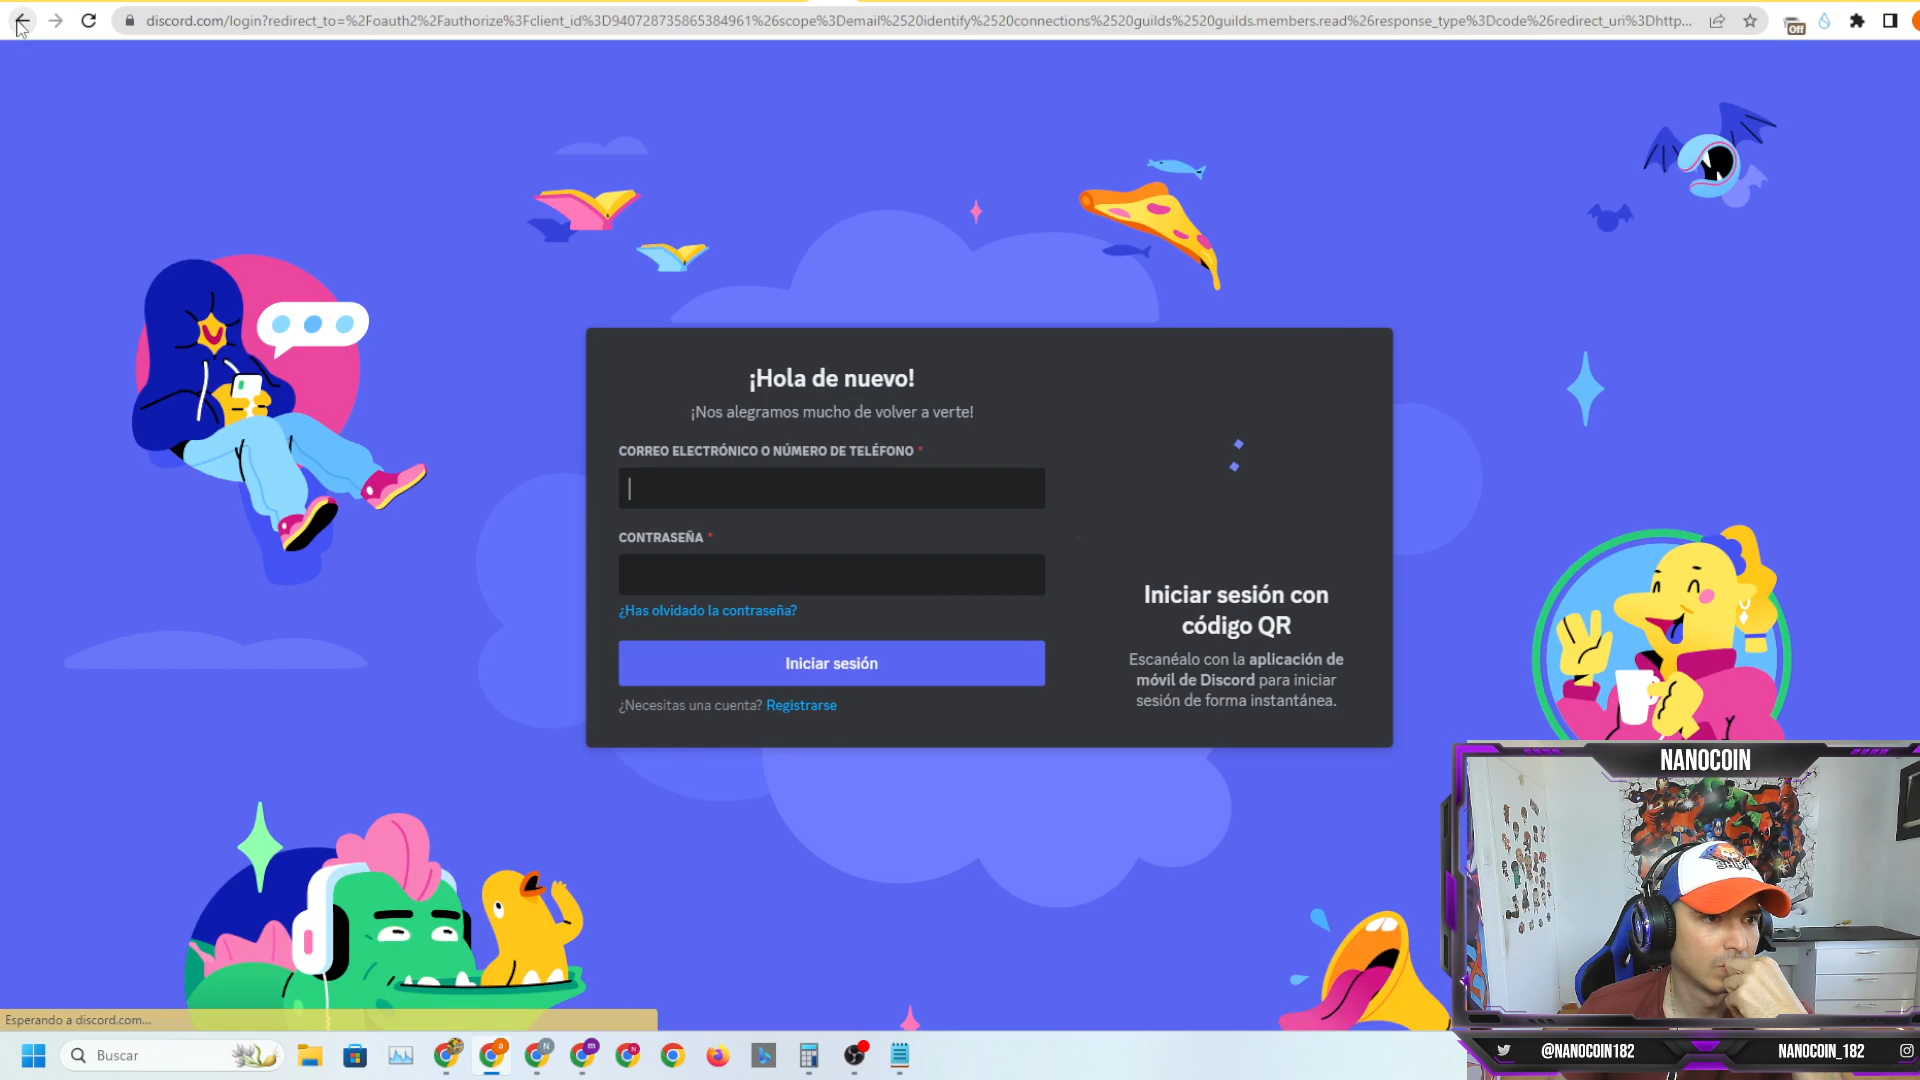 discord.com/login?redirect_to=%2Foauth2%2Fauthorize%3Fclient_id%3D940728735865384961%26scope%3Demail%2520identify%2520connections%2520guilds%2520guilds.members.read%26response_type%3Dcode%26redirect_uri%3Dhttp...
Off
¡Hola de nuevo!
¡Nos alegramos mucho de volver a verte!
CORREO ELECTRÓNICO O NÚMERO DE TELÉFONO *
CONTRASEÑA *
¿Has olvidado la contraseña?
Iniciar sesión
¿Necesitas una cuenta? Registrarse
Iniciar sesión con
código QR
Escanéalo con la aplicación de
móvil de Discord para iniciar
sesión de forma instantánea.
NANOCOIN
Esperando a discord.com...
Buscar
@NANOCOIN182
NANOCOIN_182